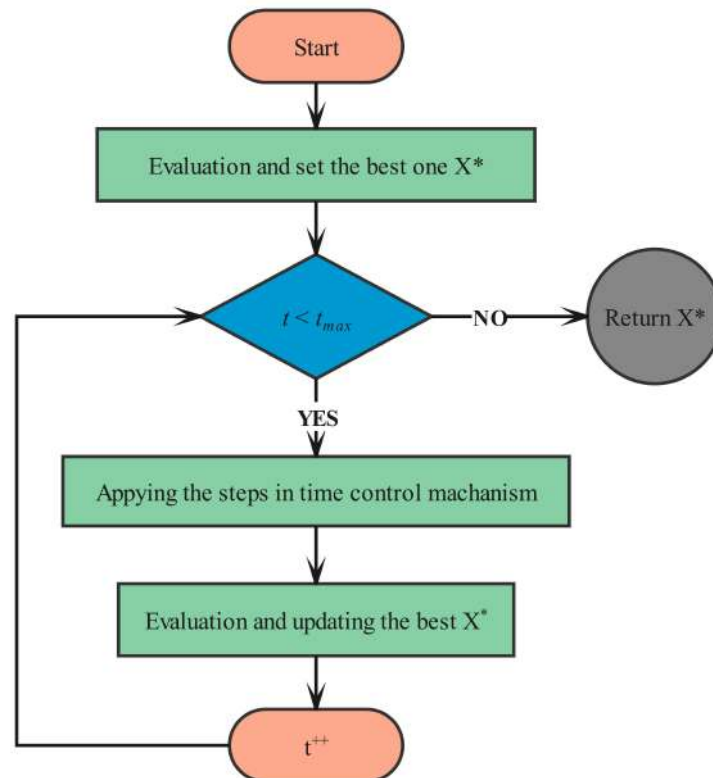 Start
Evaluation and set the best one X*
t < t_max
NO
Return X*
YES
Appying the steps in time control machanism
Evaluation and updating the best X*
t++